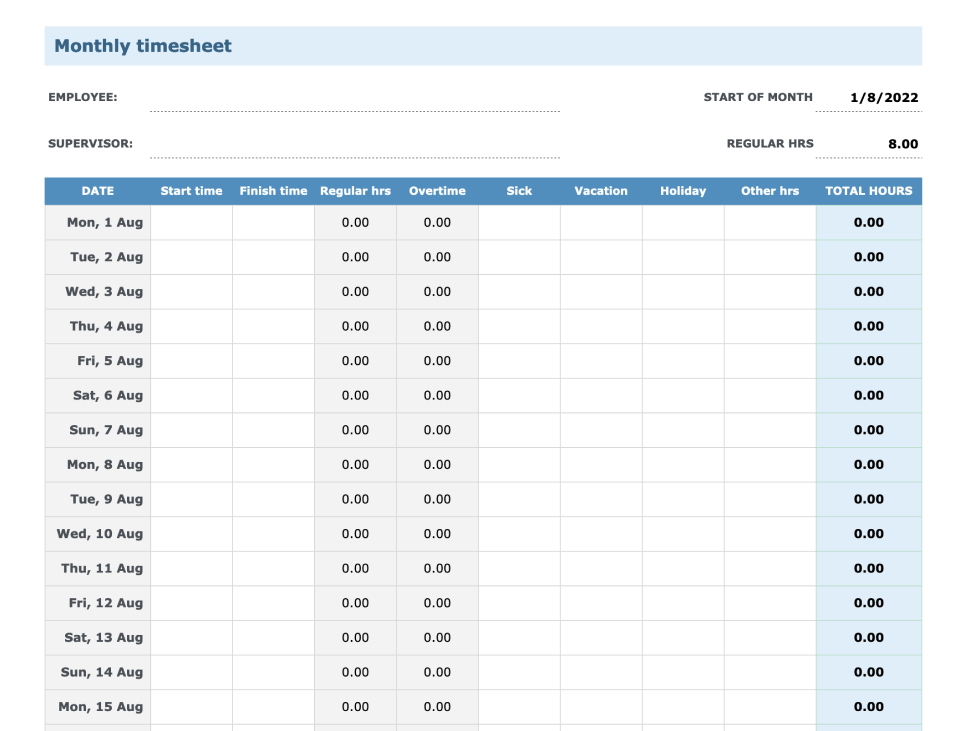 Monthly timesheet
EMPLOYEE: START OF MONTH 1/8/2022
SUPERVISOR: REGULAR HRS 8.00
DATE Start time Finish time Regular hrs Overtime Sick Vacation Holiday Other hrs TOTAL HOURS
Mon, 1 Aug 0.00 0.00 0.00
Tue, 2 Aug 0.00 0.00 0.00
Wed, 3 Aug 0.00 0.00 0.00
Thu, 4 Aug 0.00 0.00 0.00
Fri, 5 Aug 0.00 0.00 0.00
Sat, 6 Aug 0.00 0.00 0.00
Sun, 7 Aug 0.00 0.00 0.00
Mon, 8 Aug 0.00 0.00 0.00
Tue, 9 Aug 0.00 0.00 0.00
Wed, 10 Aug 0.00 0.00 0.00
Thu, 11 Aug 0.00 0.00 0.00
Fri, 12 Aug 0.00 0.00 0.00
Sat, 13 Aug 0.00 0.00 0.00
Sun, 14 Aug 0.00 0.00 0.00
Mon, 15 Aug 0.00 0.00 0.00